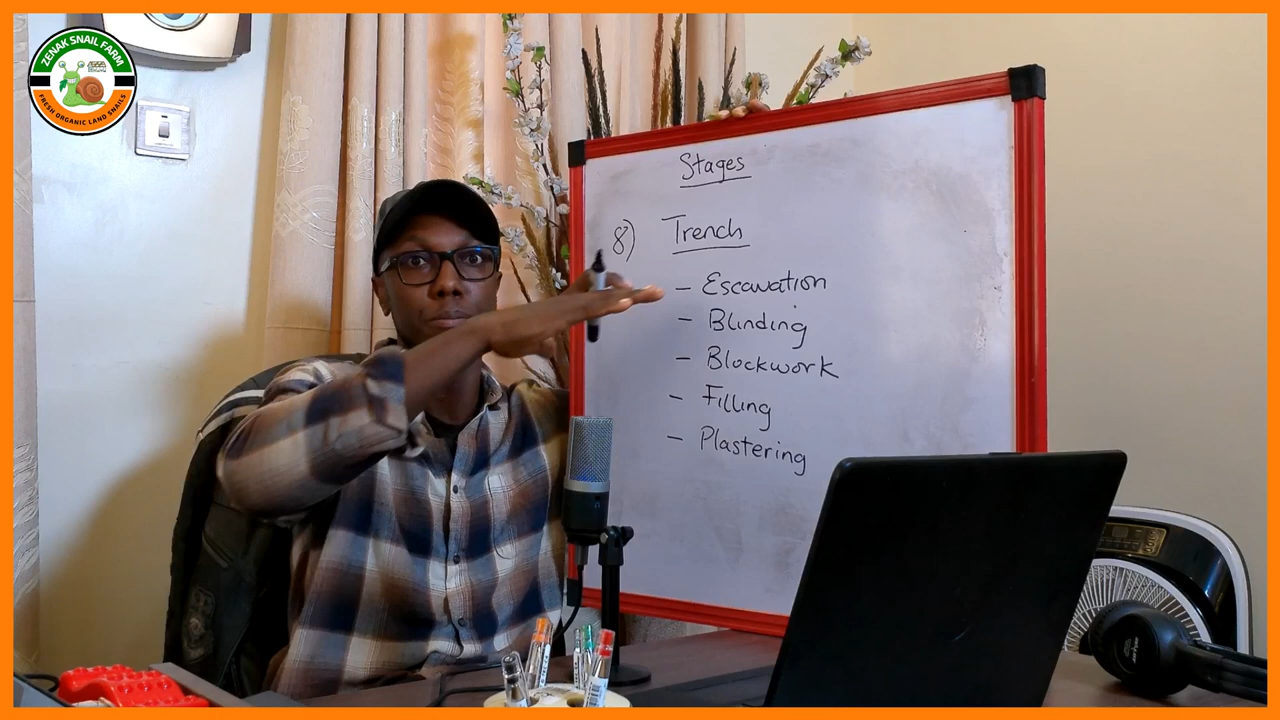 ZENAK SNAIL FARM
FRESH ORGANIC LAND SNAILS
Stages
8) Trench
- Escavation
- Blinding
- Blockwork
- Filling
- Plastering